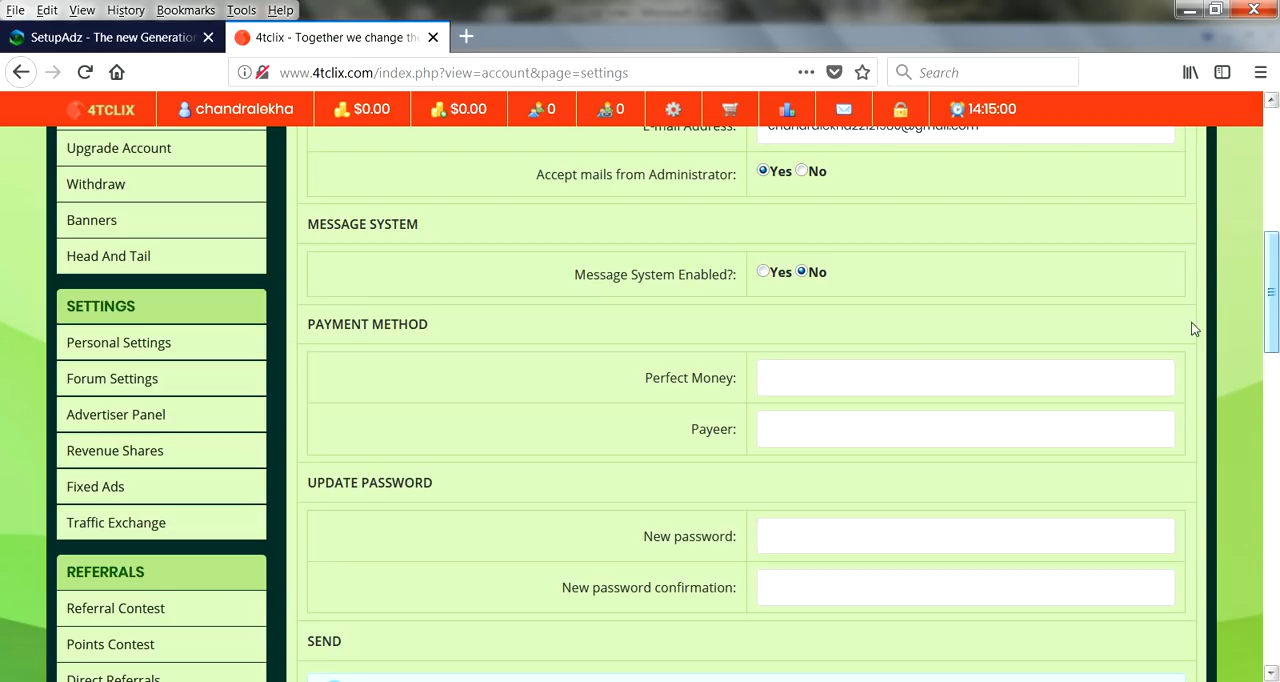 File Edit View History Bookmarks Tools Help
SetupAdz - The new Generation
4tclix - Together we change the
www.4tclix.com/index.php?view=account&page=settings
Search
4TCLIX chandralekha $0.00 $0.00 0 0 14:15:00
Upgrade Account
Withdraw
Banners
Head And Tail
SETTINGS
Personal Settings
Forum Settings
Advertiser Panel
Revenue Shares
Fixed Ads
Traffic Exchange
REFERRALS
Referral Contest
Points Contest
Direct Referrals
E-mail Address:
Accept mails from Administrator: Yes No
MESSAGE SYSTEM
Message System Enabled?: Yes No
PAYMENT METHOD
Perfect Money:
Payeer:
UPDATE PASSWORD
New password:
New password confirmation:
SEND